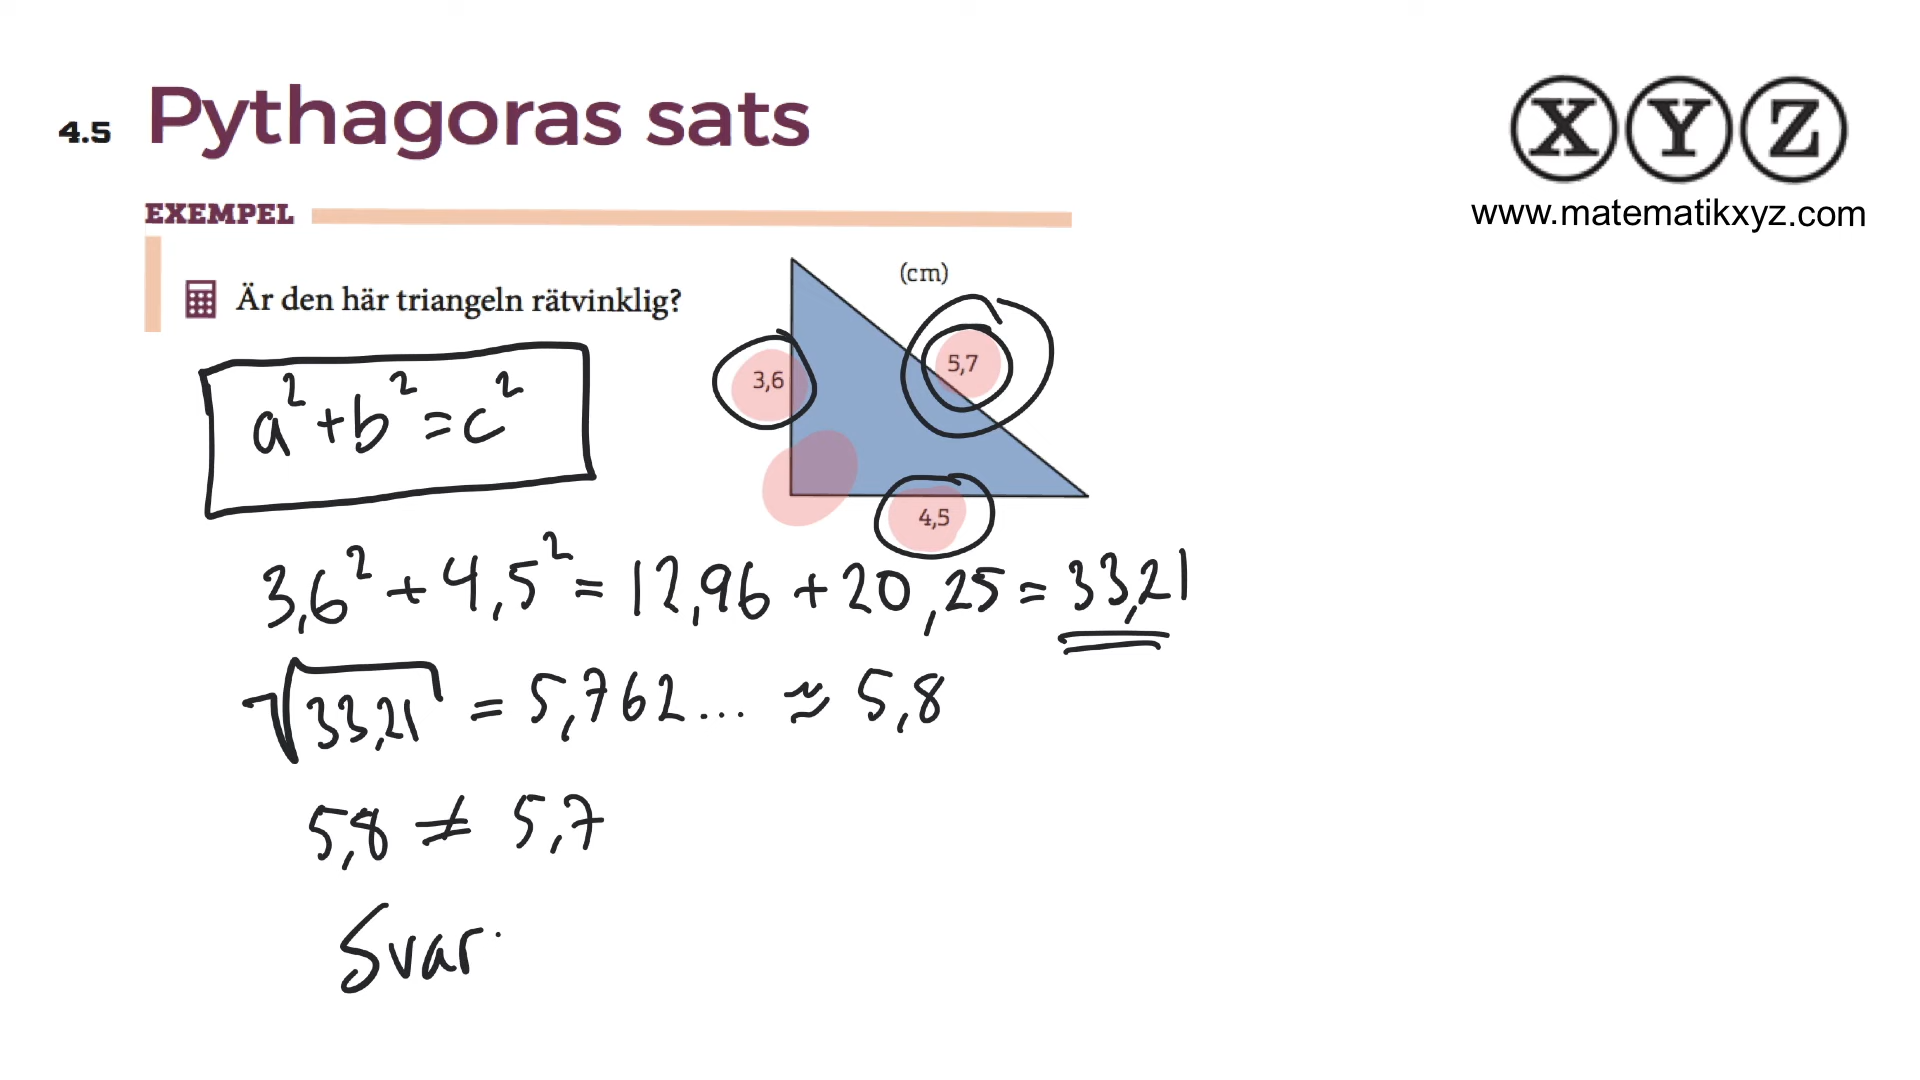 4.5 Pythagoras sats
X Y Z
www.matematikxyz.com
EXEMPEL
Är den här triangeln rätvinklig?
(cm)
3,6
5,7
4,5
a² + b² = c²
3,6² + 4,5² = 12,96 + 20,25 = 33,21
√33,21 = 5,762... ≈ 5,8
5,8 ≠ 5,7
Svar·